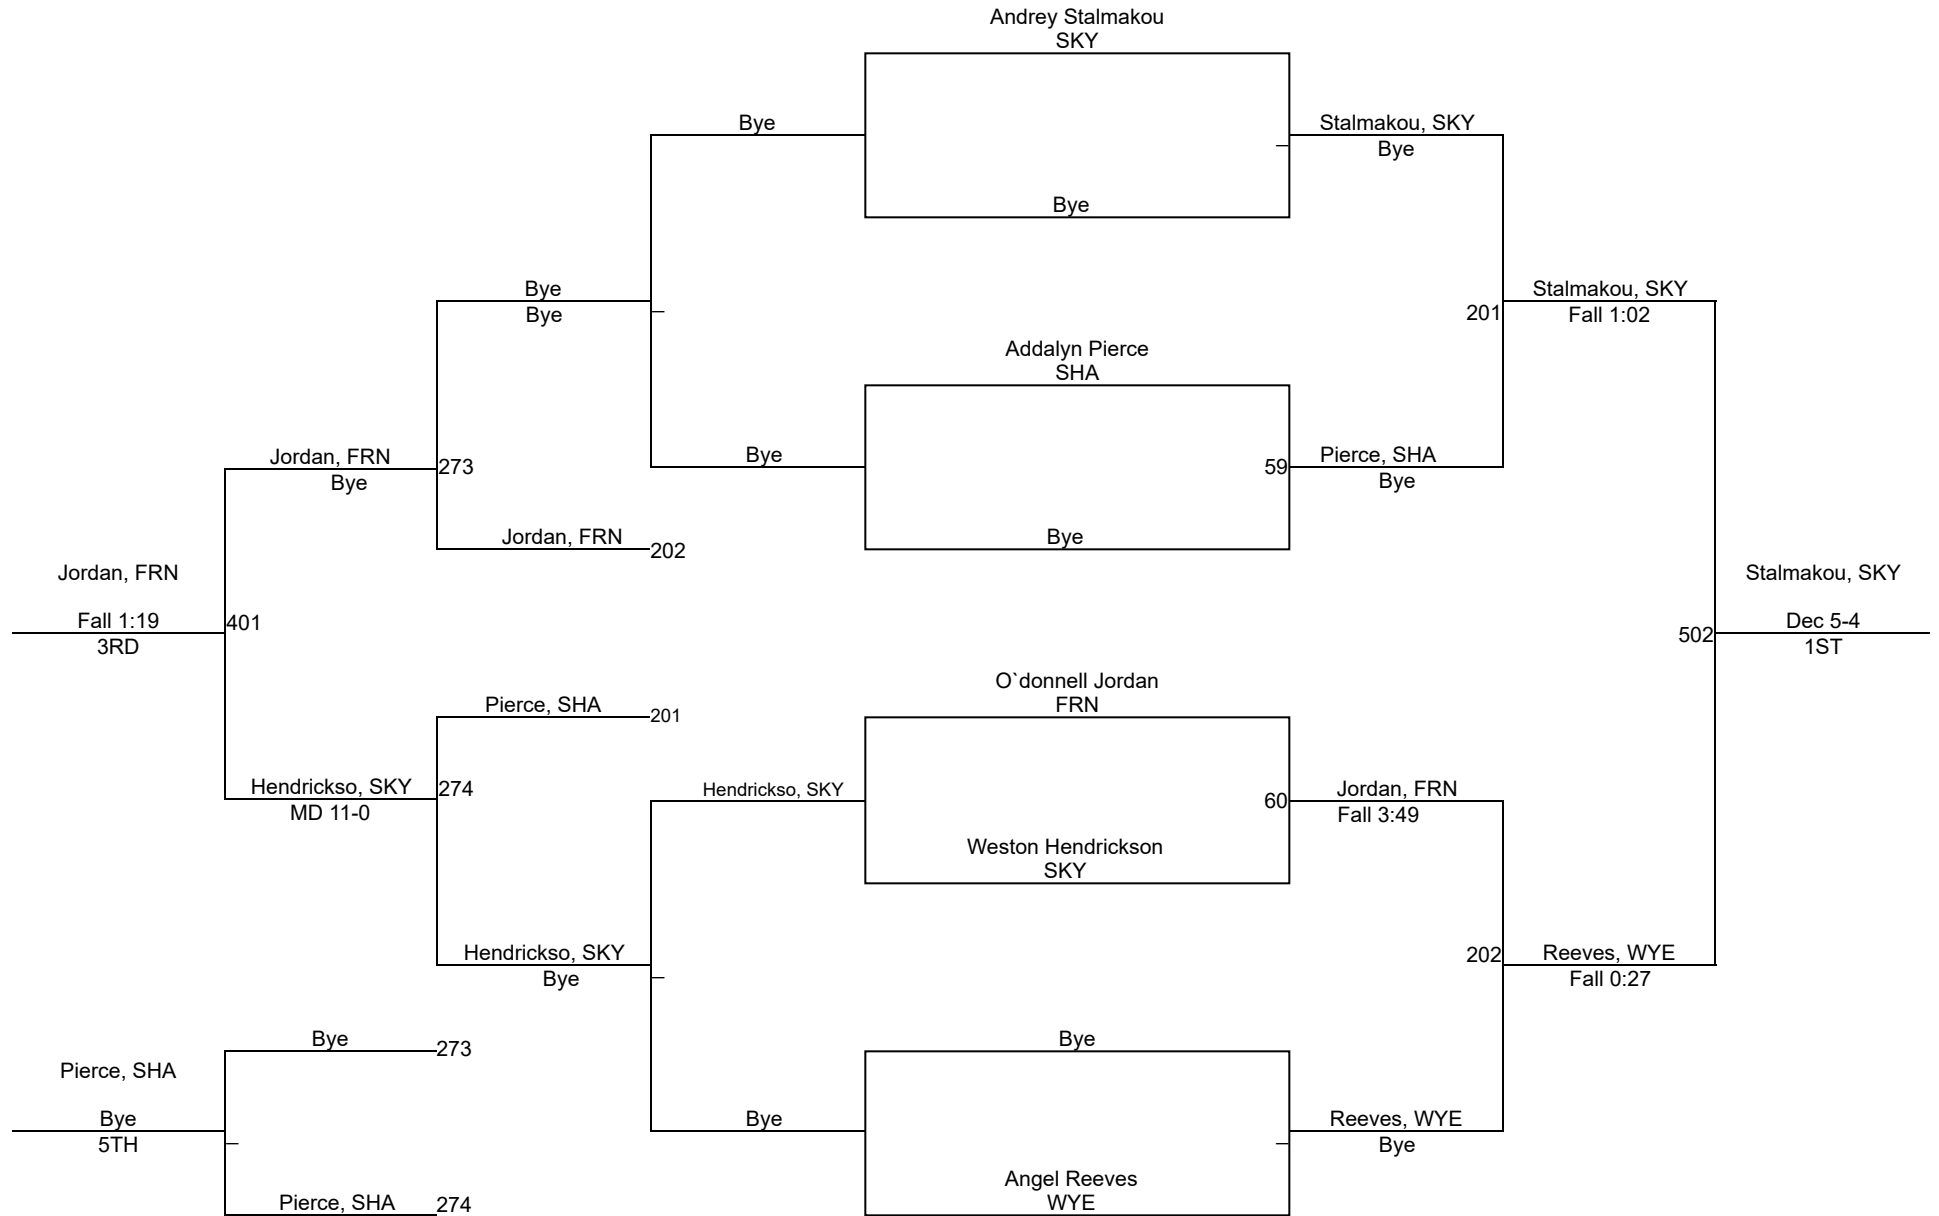 Andrey Stalmakou
SKY
Bye
Stalmakou, SKY
Bye
Bye
Bye
Bye
Stalmakou, SKY
201
Fall 1:02
Addalyn Pierce
SHA
Jordan, FRN
273
Bye
Bye
59
Pierce, SHA
Bye
Jordan, FRN
202
Bye
Jordan, FRN
Stalmakou, SKY
Fall 1:19
401
3RD
502
Dec 5-4
1ST
O`donnell Jordan
FRN
Pierce, SHA
201
Hendrickso, SKY
274
MD 11-0
Hendrickso, SKY
60
Jordan, FRN
Fall 3:49
Weston Hendrickson
SKY
Hendrickso, SKY
Bye
202
Reeves, WYE
Fall 0:27
Bye
273
Bye
Pierce, SHA
Bye
5TH
Bye
Reeves, WYE
Bye
Angel Reeves
WYE
Pierce, SHA
274